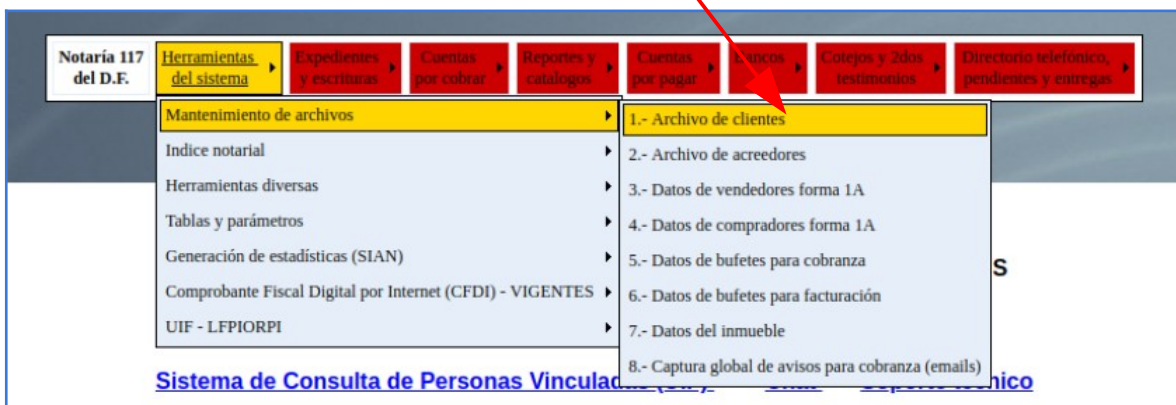 Notaría 117
del D.F.
Herramientas
del sistema
Expedientes
y escrituras
Cuentas
por cobrar
Reportes y
catalogos
Cuentas
por pagar
Bancos
Cotejos y 2dos
testimonios
Directorio telefónico,
pendientes y entregas
Mantenimiento de archivos
Indice notarial
Herramientas diversas
Tablas y parámetros
Generación de estadísticas (SIAN)
Comprobante Fiscal Digital por Internet (CFDI) - VIGENTES
UIF - LFPIORPI
1.- Archivo de clientes
2.- Archivo de acreedores
3.- Datos de vendedores forma 1A
4.- Datos de compradores forma 1A
5.- Datos de bufetes para cobranza
6.- Datos de bufetes para facturación
7.- Datos del inmueble
8.- Captura global de avisos para cobranza (emails)
S
Sistema de Consulta de Personas